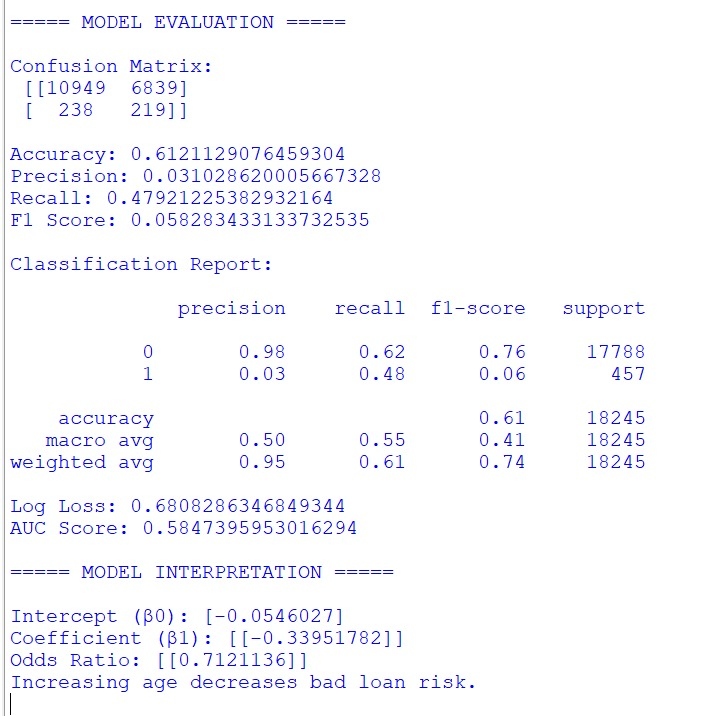 ===== MODEL EVALUATION =====
Confusion Matrix:
[[10949 6839]
[ 238 219]]
Accuracy: 0.6121129076459304
Precision: 0.031028620005667328
Recall: 0.47921225382932164
F1 Score: 0.058283433133732535
Classification Report:
precision recall f1-score support
0 0.98 0.62 0.76 17788
1 0.03 0.48 0.06 457
accuracy 0.61 18245
macro avg 0.50 0.55 0.41 18245
weighted avg 0.95 0.61 0.74 18245
Log Loss: 0.6808286346849344
AUC Score: 0.5847395953016294
===== MODEL INTERPRETATION =====
Intercept (β0): [-0.0546027]
Coefficient (β1): [[-0.33951782]]
Odds Ratio: [[0.7121136]]
Increasing age decreases bad loan risk.